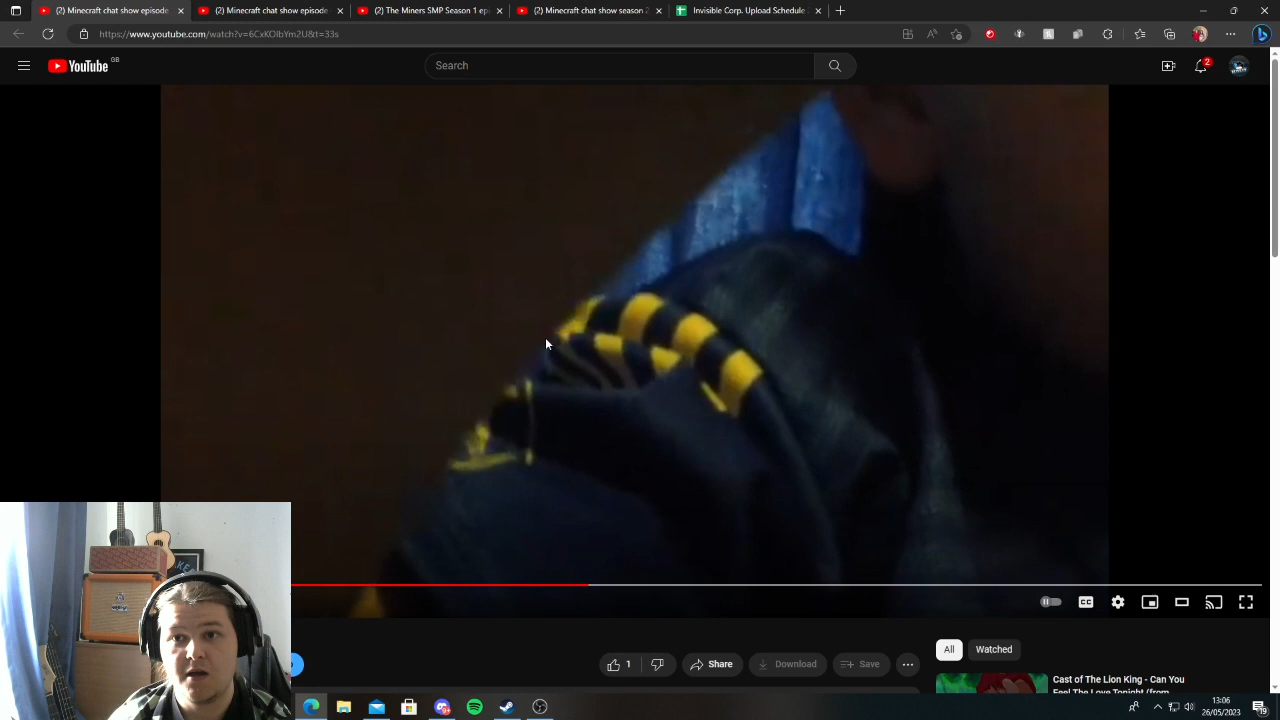 (2) Minecraft chat show episode
(2) Minecraft chat show episode
(2) The Miners SMP Season 1 ep
(2) Minecraft chat show season 2
Invisible Corp. Upload Schedule
https://www.youtube.com/watch?v=6CxKOIbYm2U&t=33s
YouTube GB
Search
2
1
Share
Download
Save
All
Watched
Cast of The Lion King - Can You
Feel The Love Tonight (from
13:06
26/05/2023
19